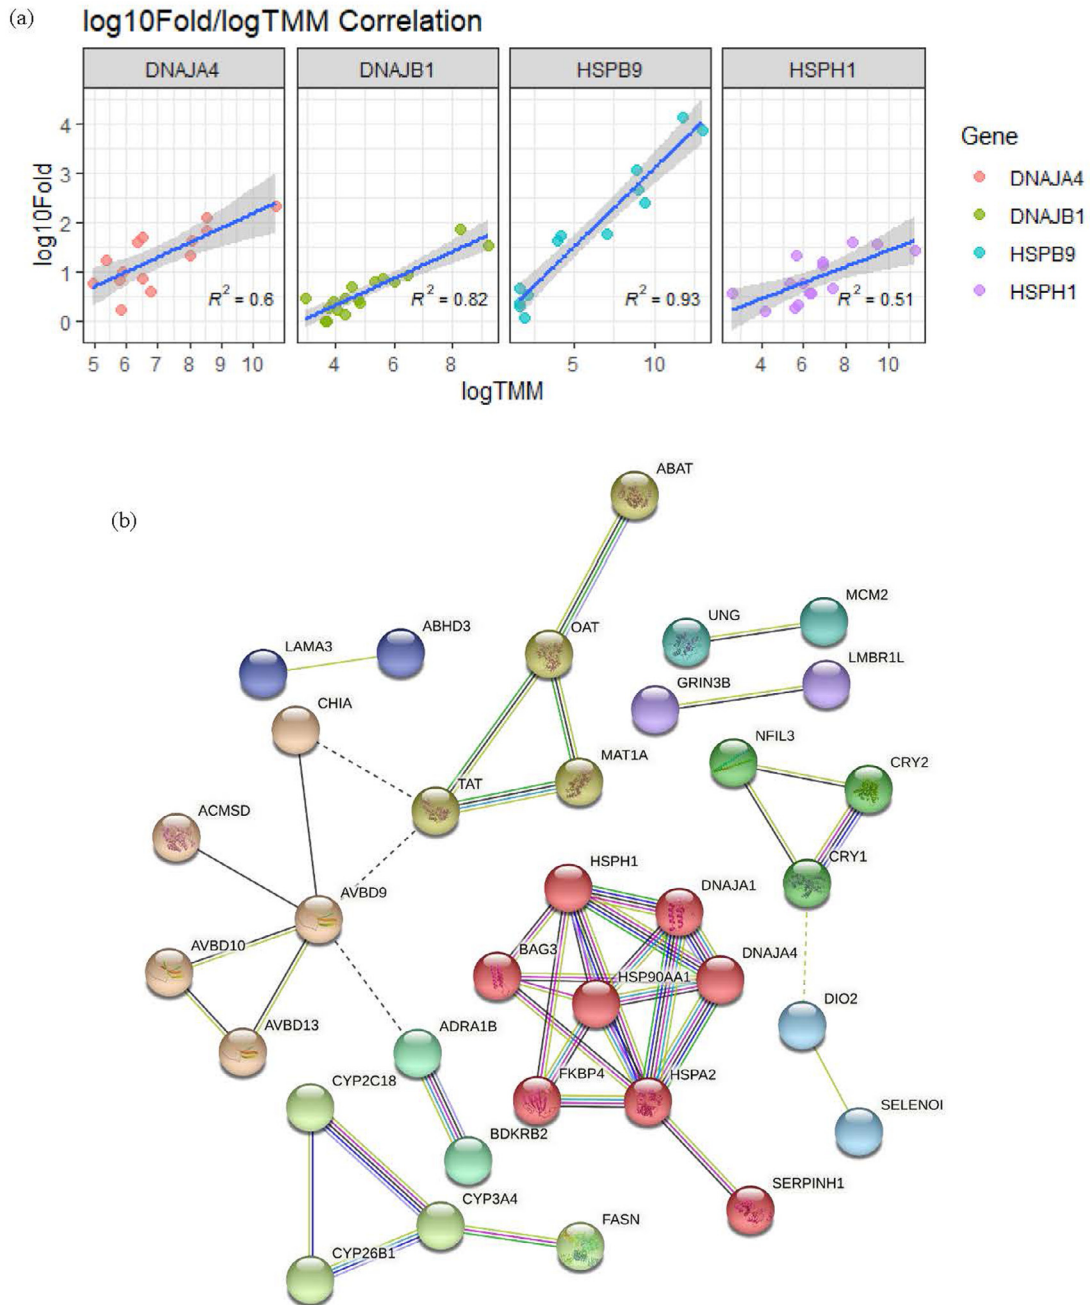 (a)
log10Fold/logTMM Correlation
DNAJA4 DNAJB1 HSPB9 HSPH1
4
3
2
1
0
log10Fold
R² = 0.6 R² = 0.82 R² = 0.93 R² = 0.51
5 6 7 8 9 10 4 6 8 5 10 4 6 8 10
logTMM
Gene
DNAJA4
DNAJB1
HSPB9
HSPH1
(b)
ABAT
MCM2
UNG
OAT
ABHD3
LAMA3
LMBR1L
GRIN3B
CHIA
NFIL3
MAT1A
CRY2
TAT
ACMSD
CRY1
HSPH1
DNAJA1
AVBD9
AVBD10
BAG3
DNAJA4
HSP90AA1
DIO2
AVBD13
ADRA1B
FKBP4
HSPA2
CYP2C18
SELENOI
BDKRB2
SERPINH1
CYP3A4
FASN
CYP26B1